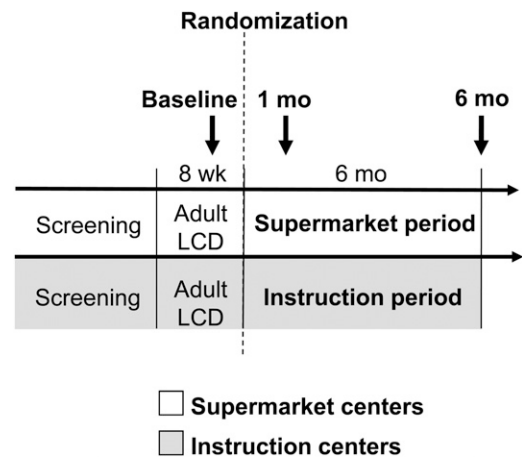 Randomization
Baseline 1 mo 6 mo
8 wk 6 mo
Screening Adult LCD Supermarket period
Screening Adult LCD Instruction period
Supermarket centers
Instruction centers